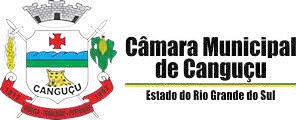 CANGUÇU
Câmara Municipal
de Canguçu
Estado do Rio Grande do Sul